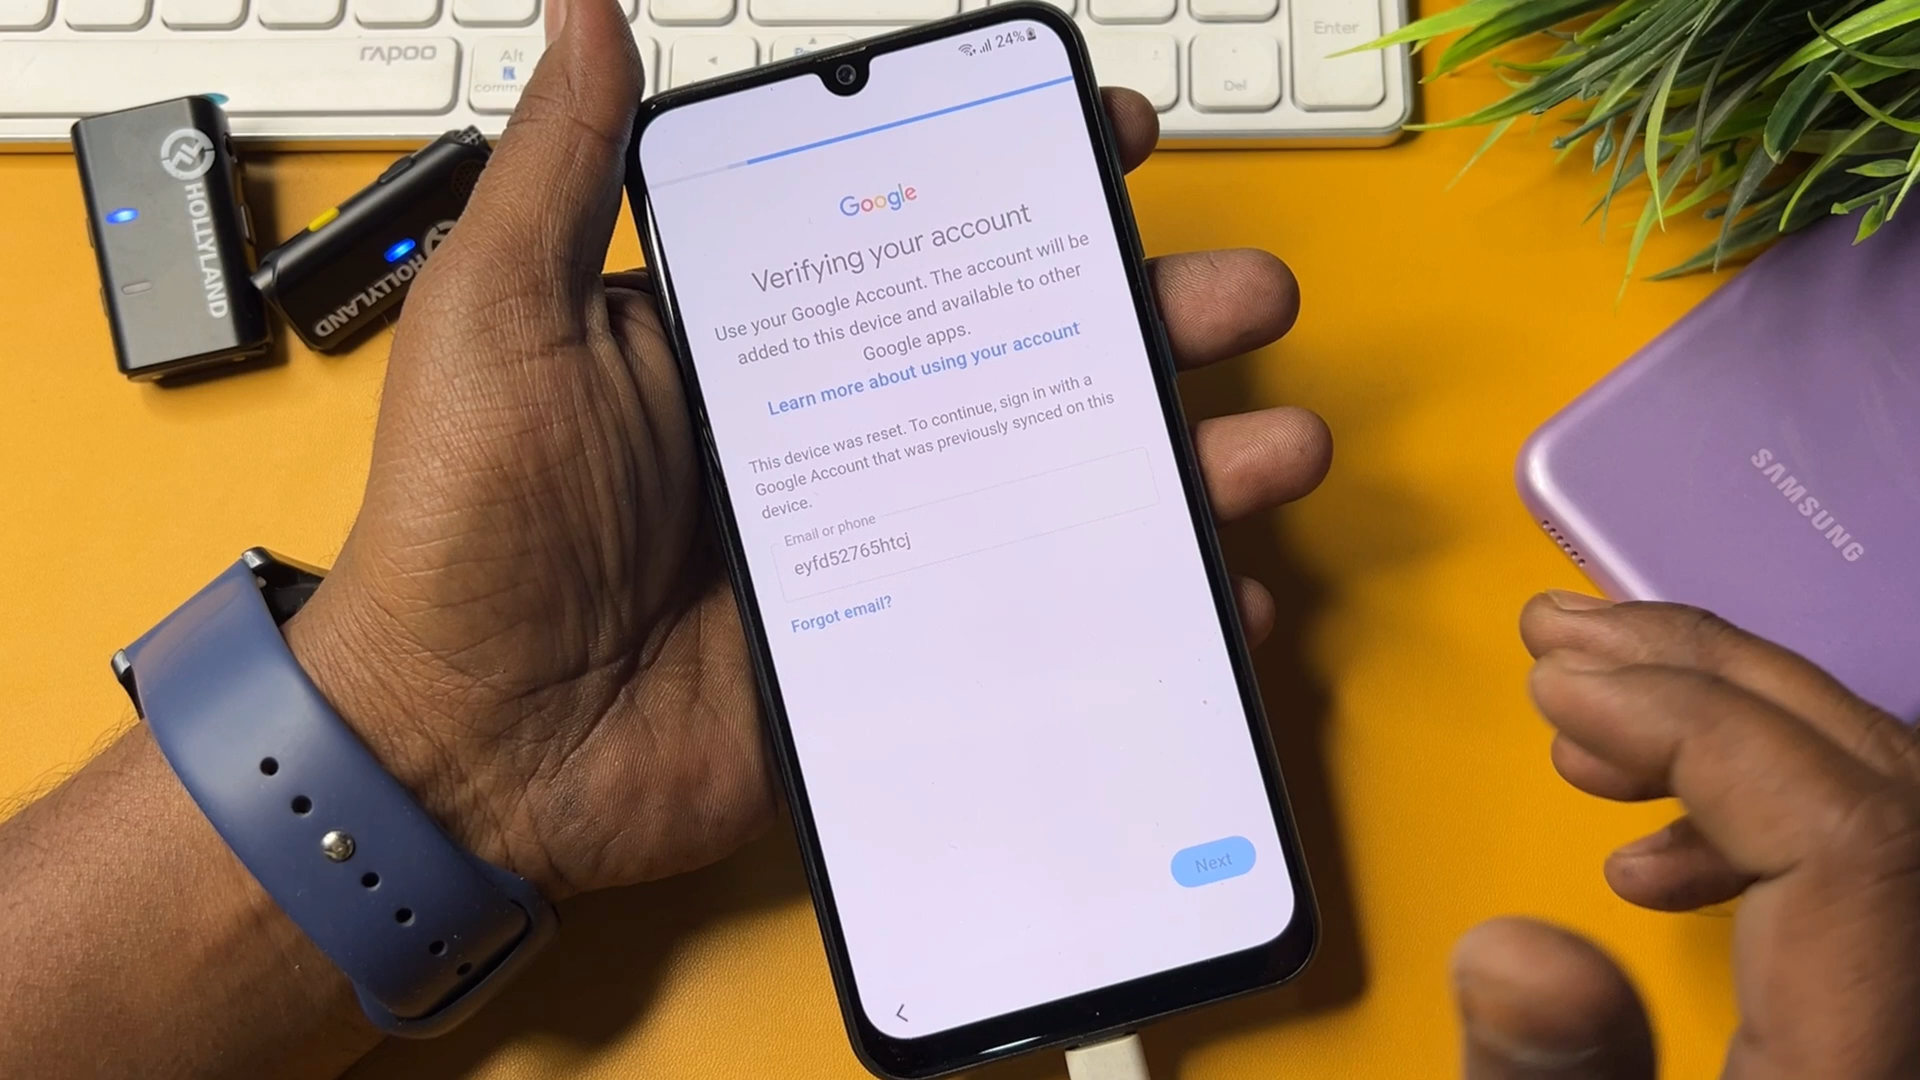 rapoo
Alt
Enter
Del
24%
HOLLYLAND
HOLLYLAND
Google
Verifying your account
Use your Google Account. The account will be
added to this device and available to other
Google apps.
Learn more about using your account
This device was reset. To continue, sign in with a
Google Account that was previously synced on this
device.
Email or phone
eyfd52765htcj
Forgot email?
Next
SAMSUNG